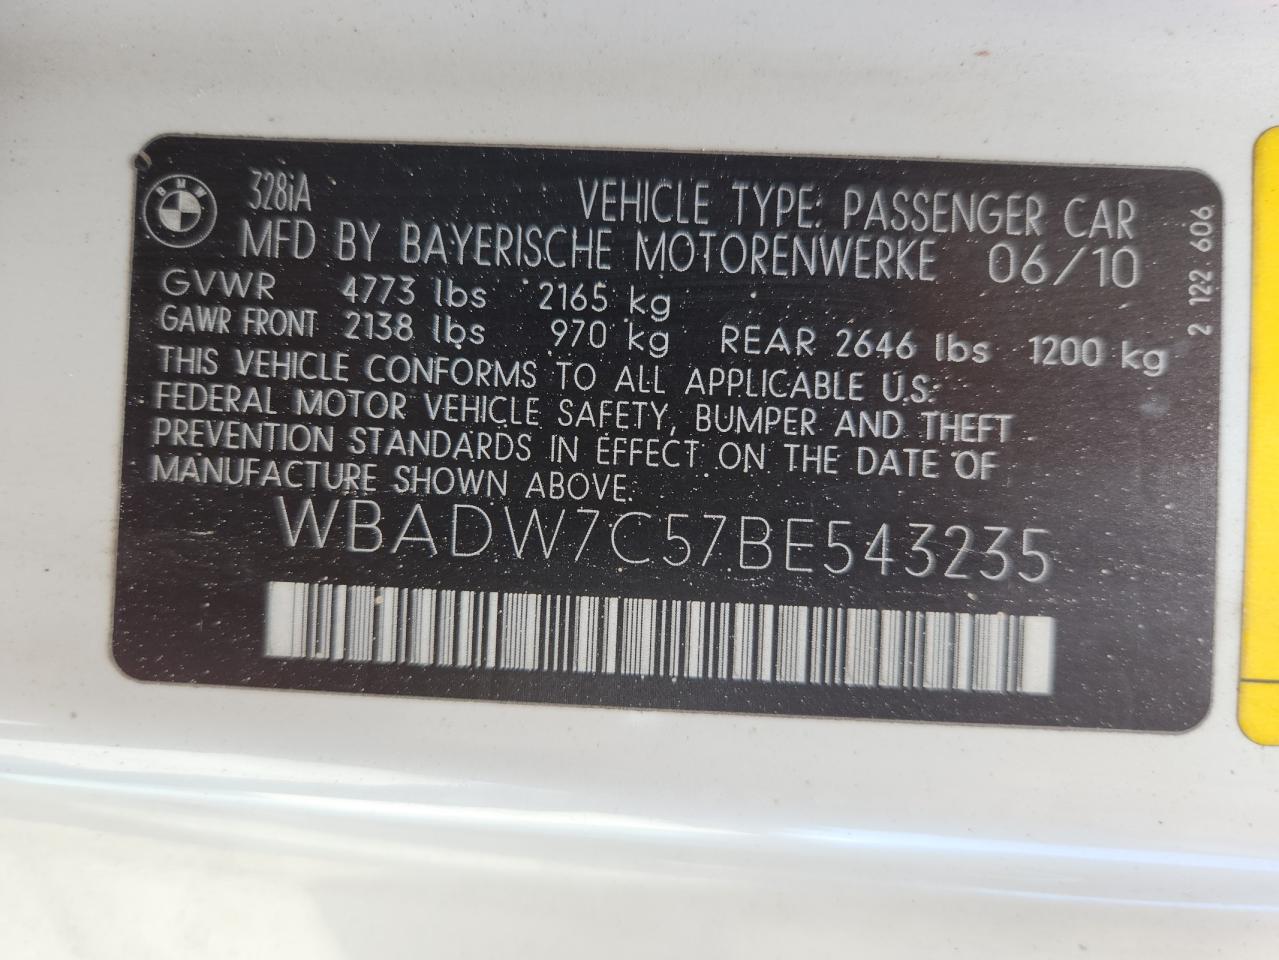 BMW
328iA VEHICLE TYPE: PASSENGER CAR
MFD BY BAYERISCHE MOTORENWERKE 06/10
GVWR 4773 lbs 2165 kg
GAWR FRONT 2138 lbs 970 kg REAR 2646 lbs 1200 kg
THIS VEHICLE CONFORMS TO ALL APPLICABLE U.S.
FEDERAL MOTOR VEHICLE SAFETY, BUMPER AND THEFT
PREVENTION STANDARDS IN EFFECT ON THE DATE OF
MANUFACTURE SHOWN ABOVE.
WBADW7C57BE543235
2 122 606